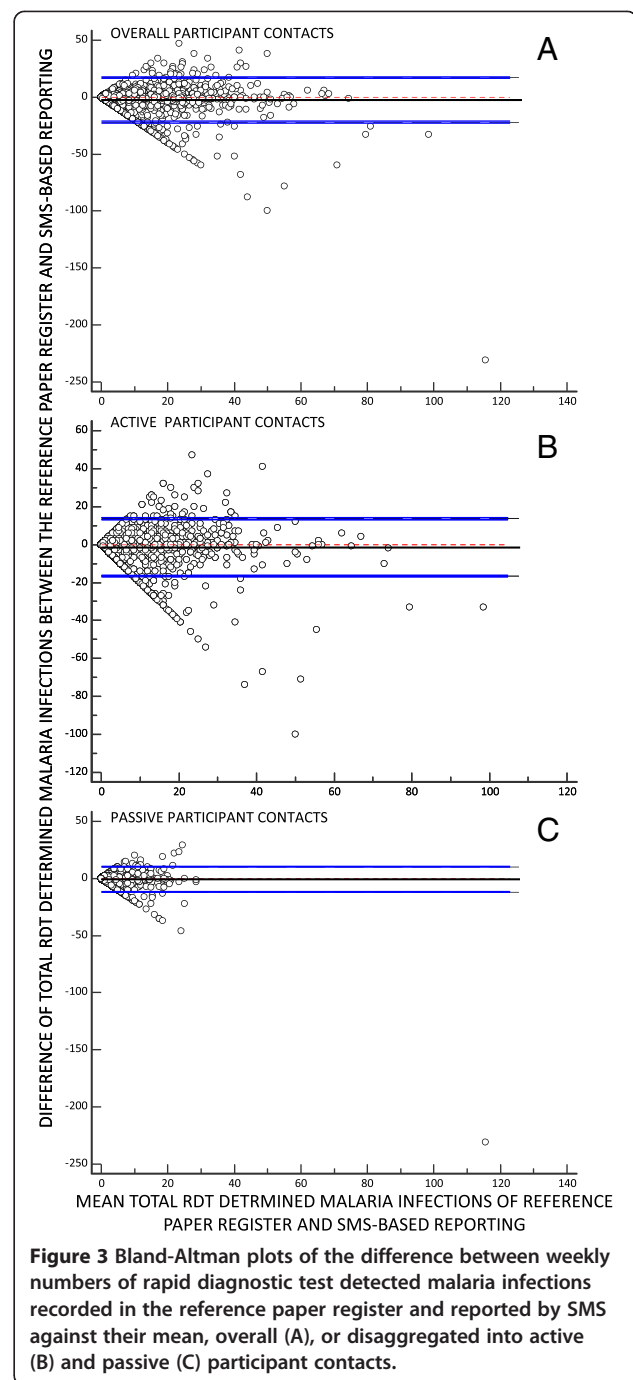 DIFFERENCE OF TOTAL RDT DETERMINED MALARIA INFECTIONS BETWEEN THE REFERENCE PAPER REGISTER AND SMS-BASED REPORTING
OVERALL PARTICIPANT CONTACTS
A
50
0
-50
-100
-150
-200
-250
0 20 40 60 80 100 120 140
ACTIVE PARTICIPANT CONTACTS
B
60
40
20
0
-20
-40
-60
-80
-100
-120
0 20 40 60 80 100 120
PASSIVE PARTICIPANT CONTACTS
C
50
0
-50
-100
-150
-200
-250
0 20 40 60 80 100 120 140
MEAN TOTAL RDT DETRMINED MALARIA INFECTIONS OF REFERENCE
PAPER REGISTER AND SMS-BASED REPORTING
Figure 3 Bland-Altman plots of the difference between weekly
numbers of rapid diagnostic test detected malaria infections
recorded in the reference paper register and reported by SMS
against their mean, overall (A), or disaggregated into active
(B) and passive (C) participant contacts.